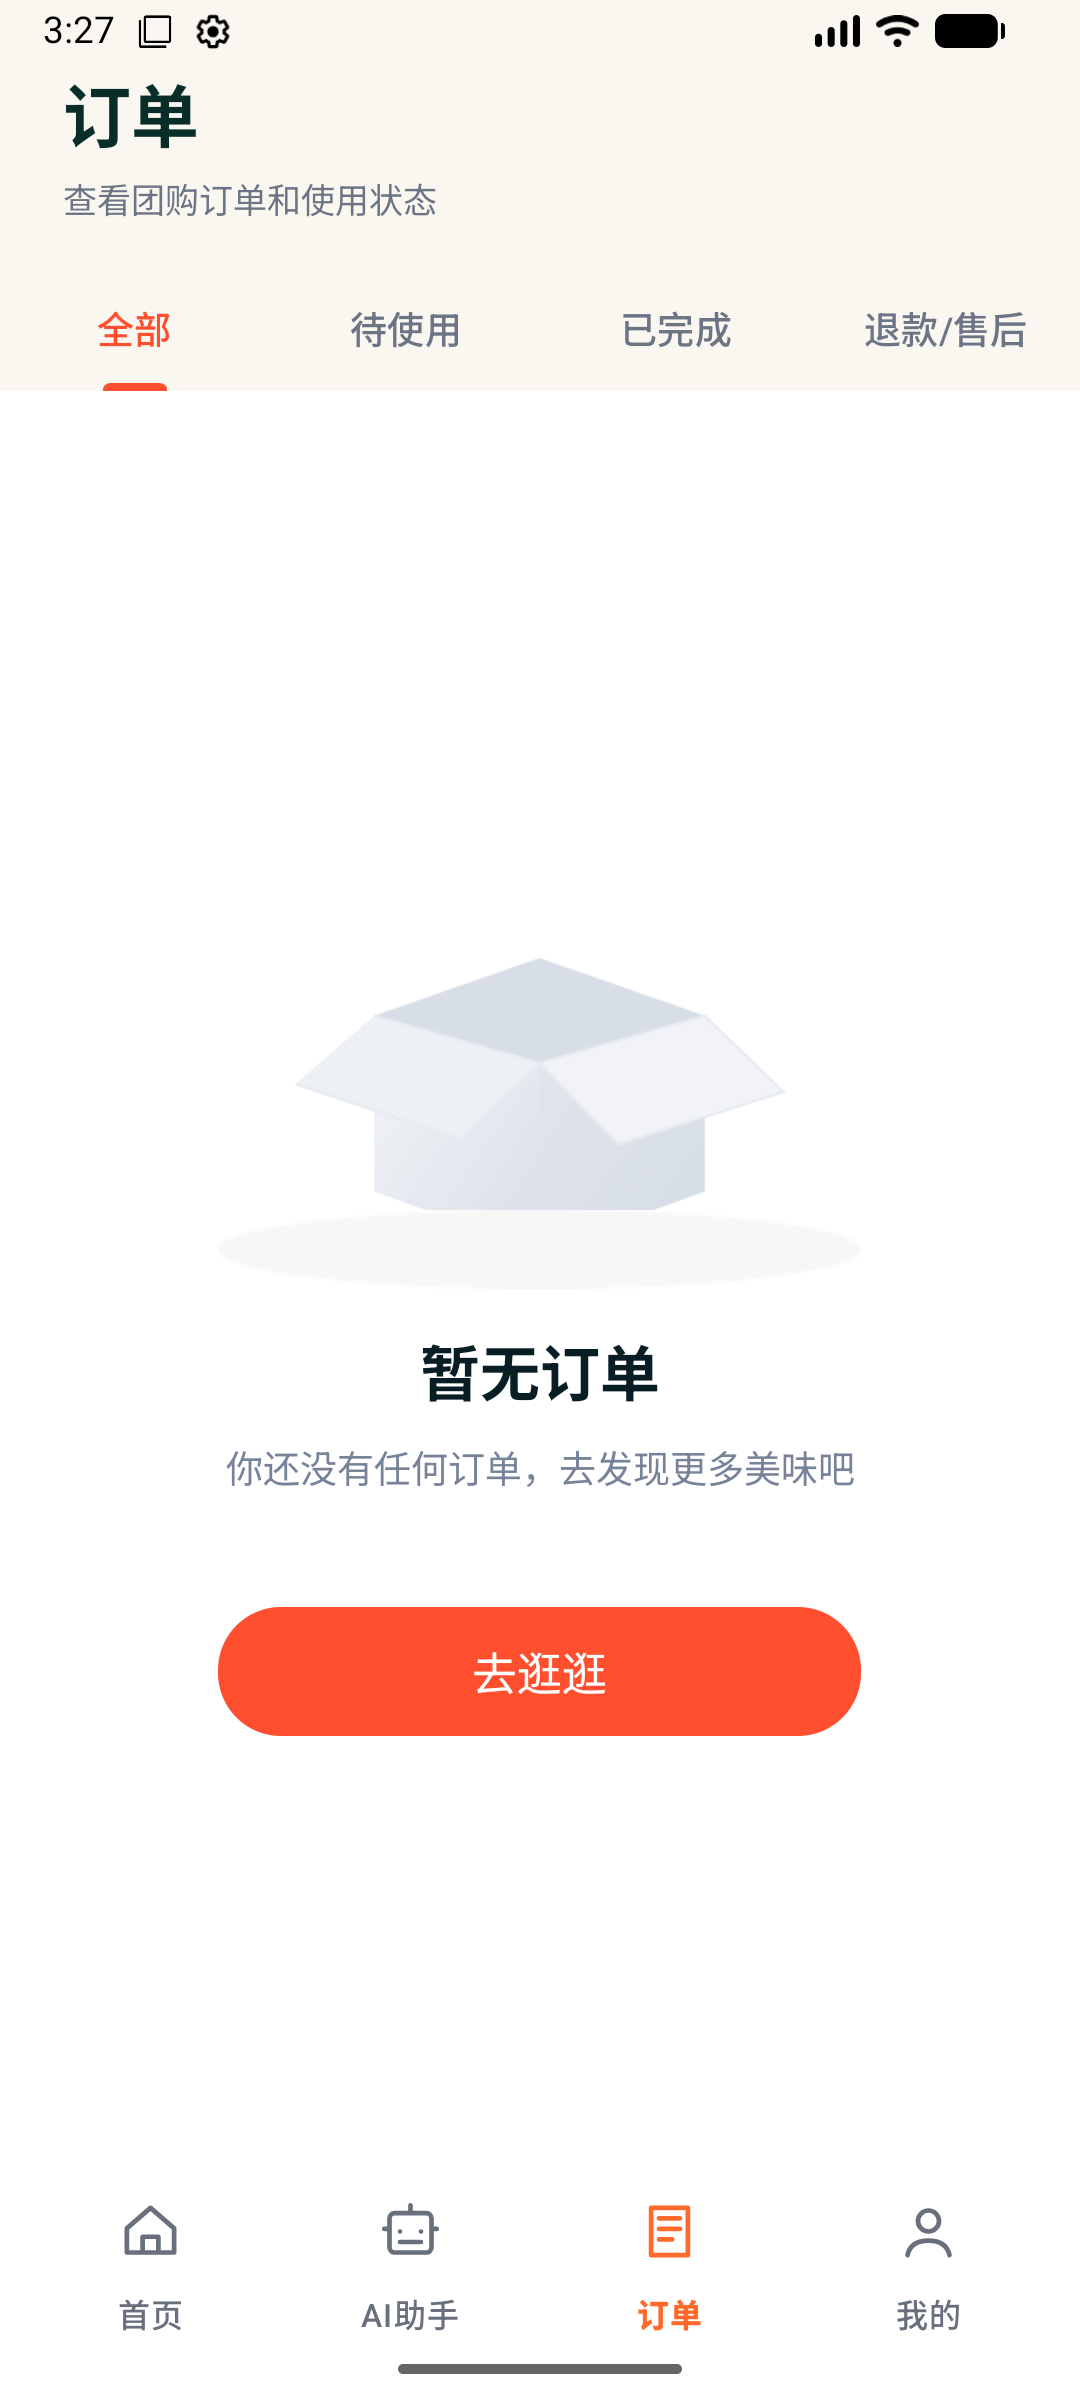 3:27
订单
查看团购订单和使用状态
全部 待使用 已完成 退款/售后
暂无订单
你还没有任何订单，去发现更多美味吧
去逛逛
首页 AI助手 订单 我的